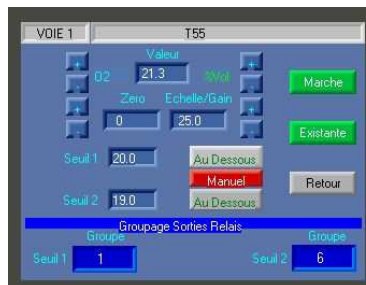 VOIE 1 T55
Valeur
+ + 
O2 21.3 %Vol
- -
Zero Echelle/Gain
+ +
0 25.0
- -
Marche
Existante
Seuil 1 20.0 Au Dessous
Manuel Retour
Seuil 2 19.0 Au Dessous
Groupage Sorties Relais
Groupe Groupe
Seuil 1 1 Seuil 2 6